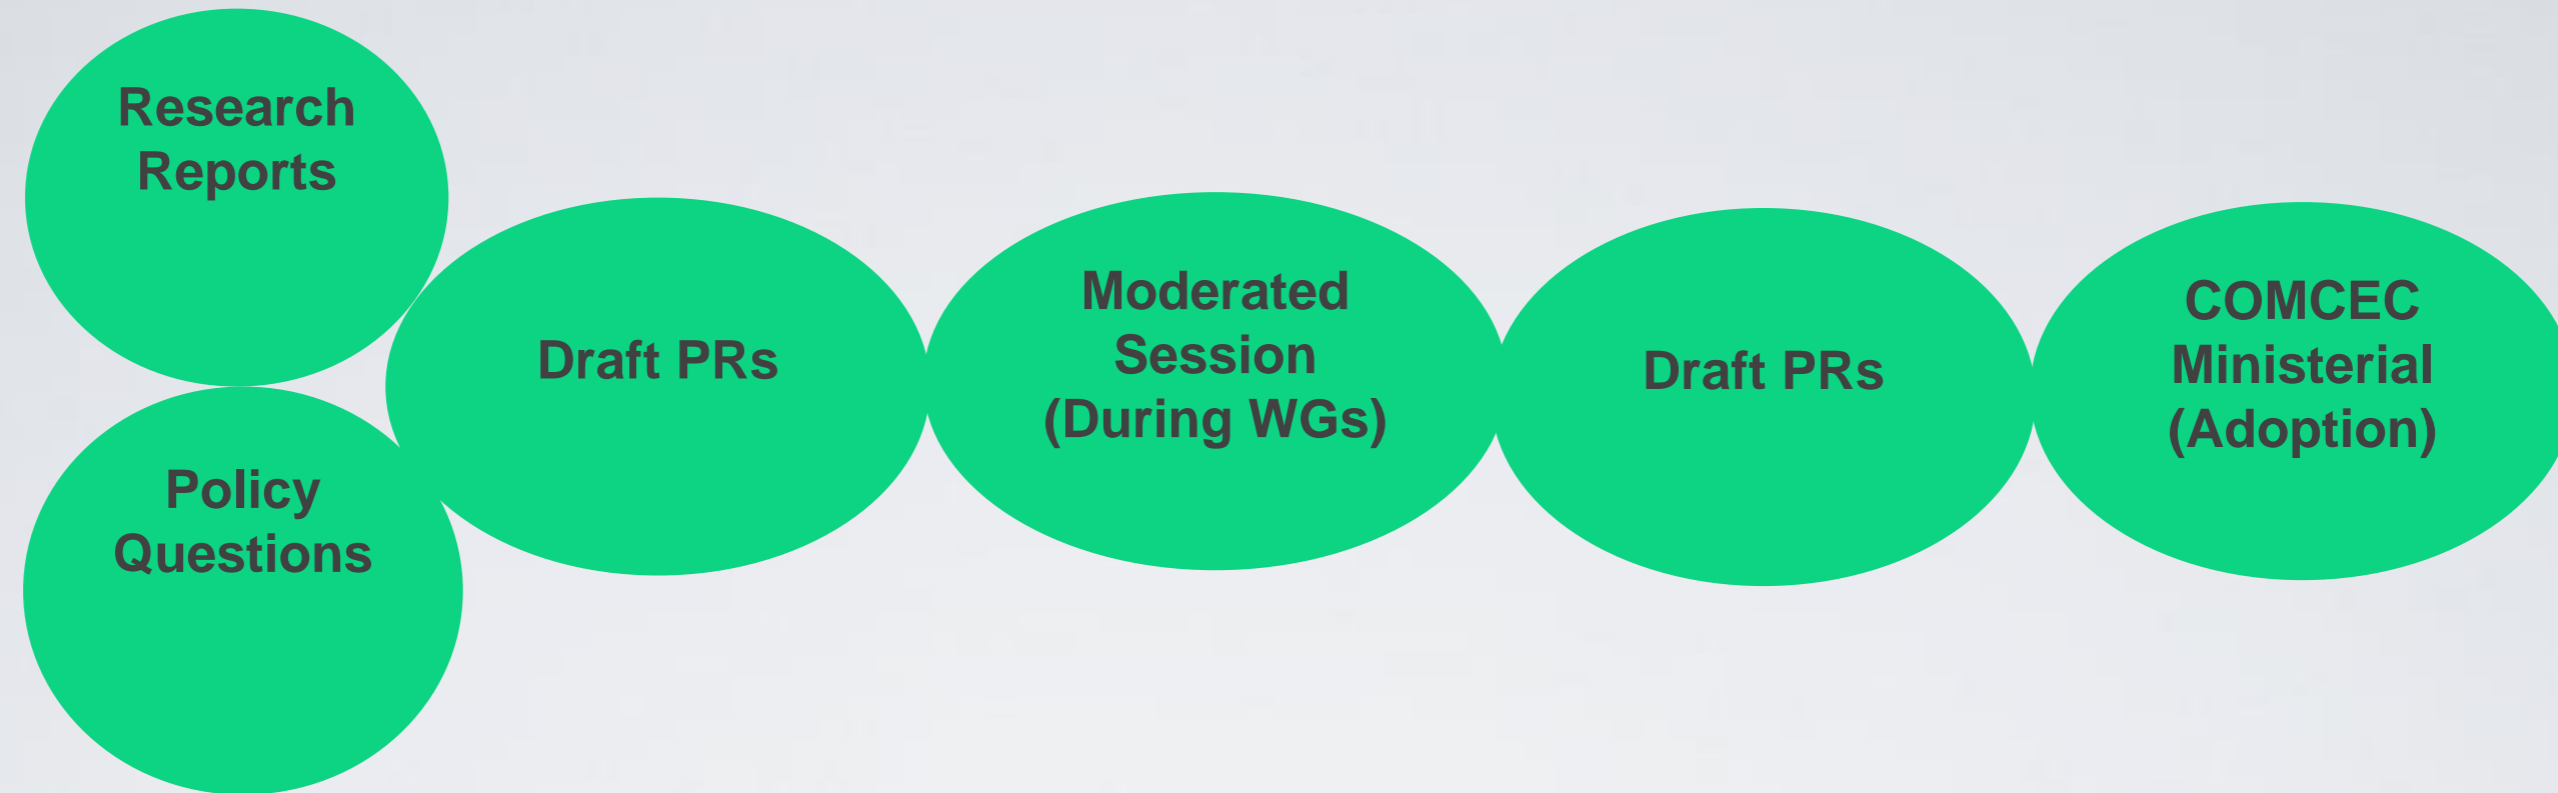 Research
Reports
Policy
Questions
Draft PRs
Moderated
Session
(During WGs)
Draft PRs
COMCEC
Ministerial
(Adoption)